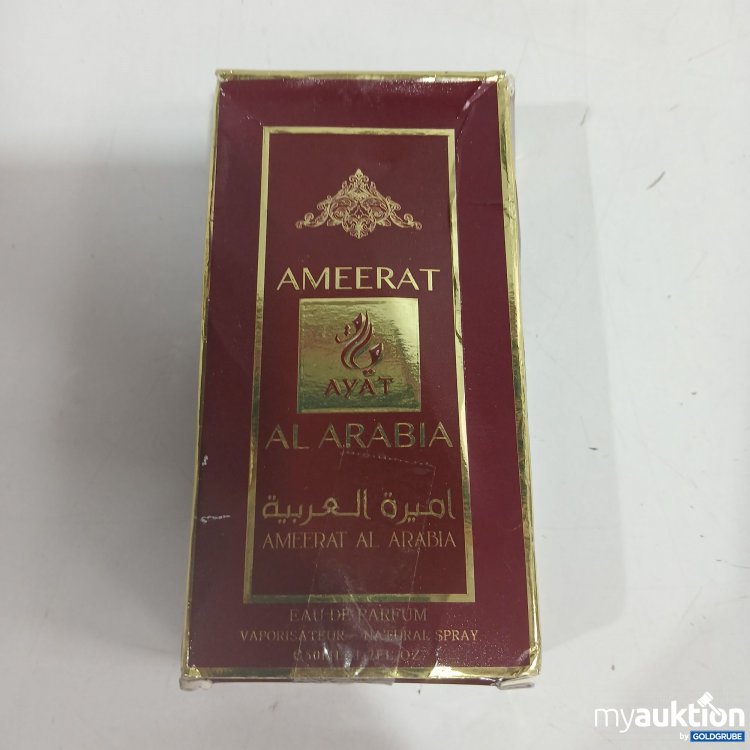 AMEERAT
AYAT
AL ARABIA
اميرة العربية
AMEERAT AL ARABIA
EAU DE PARFUM
VAPORISATEUR - NATURAL SPRAY
myauktion
by GOLDGRUBE